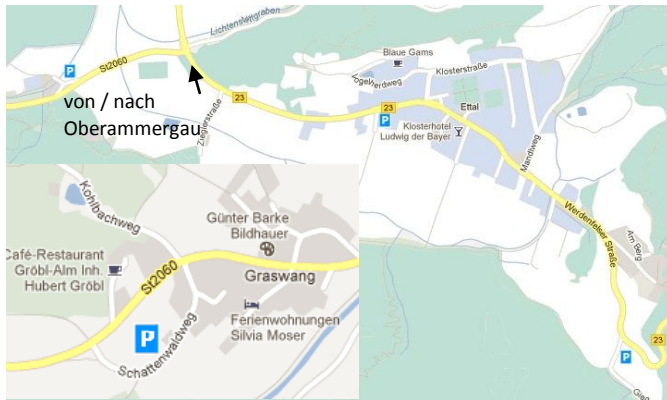 Lichtenstattgraben
St2060
P
von / nach
Oberammergau
Zieglerstraße
23
Blaue Gams
Vogelherdweg
Klosterstraße
23
P
Ettal
Klosterhotel
Ludwig der Bayer
Mandlweg
Werdenfelser Straße
Am Berg
23
P
Kohlbachweg
Günter Barke
Bildhauer
Café-Restaurant
Gröbl-Alm Inh.
Hubert Gröbl
St2060
Graswang
Ferienwohnungen
Silvia Moser
P
Schattenwaldweg